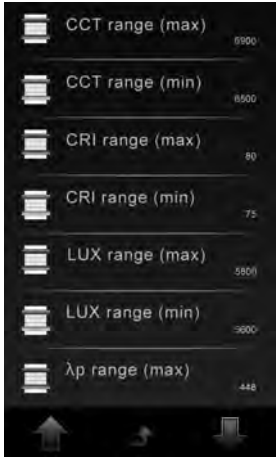 CCT range (max)
6900
CCT range (min)
6500
CRI range (max)
80
CRI range (min)
75
LUX range (max)
5800
LUX range (min)
λp range (max)
448